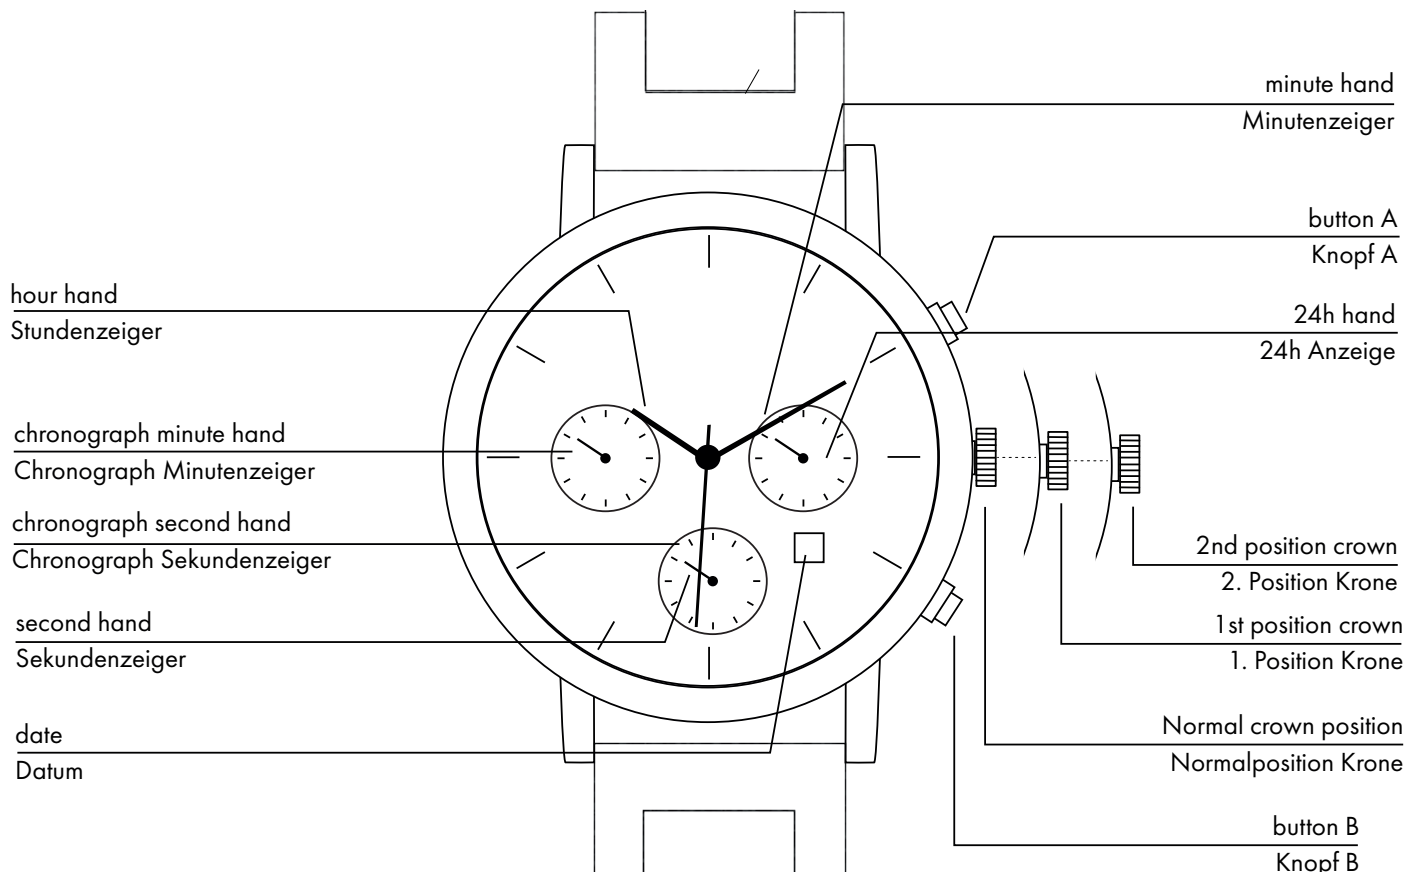 minute hand
Minutenzeiger
button A
Knopf A
hour hand
Stundenzeiger
24h hand
24h Anzeige
chronograph minute hand
Chronograph Minutenzeiger
chronograph second hand
Chronograph Sekundenzeiger
2nd position crown
2. Position Krone
second hand
Sekundenzeiger
1st position crown
1. Position Krone
date
Datum
Normal crown position
Normalposition Krone
button B
Knopf B